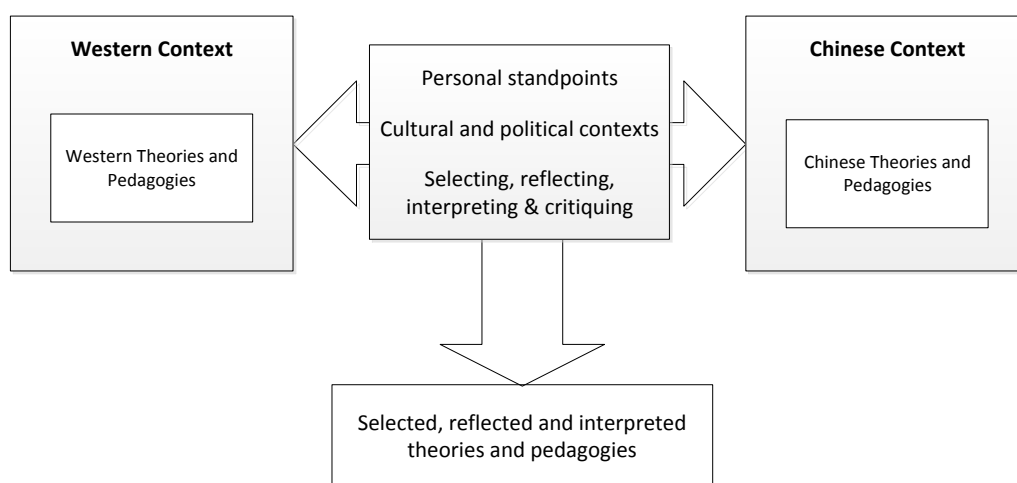 Western Context
Western Theories and
Pedagogies
Personal standpoints
Cultural and political contexts
Selecting, reflecting,
interpreting & critiquing
Chinese Context
Chinese Theories and
Pedagogies
Selected, reflected and interpreted
theories and pedagogies